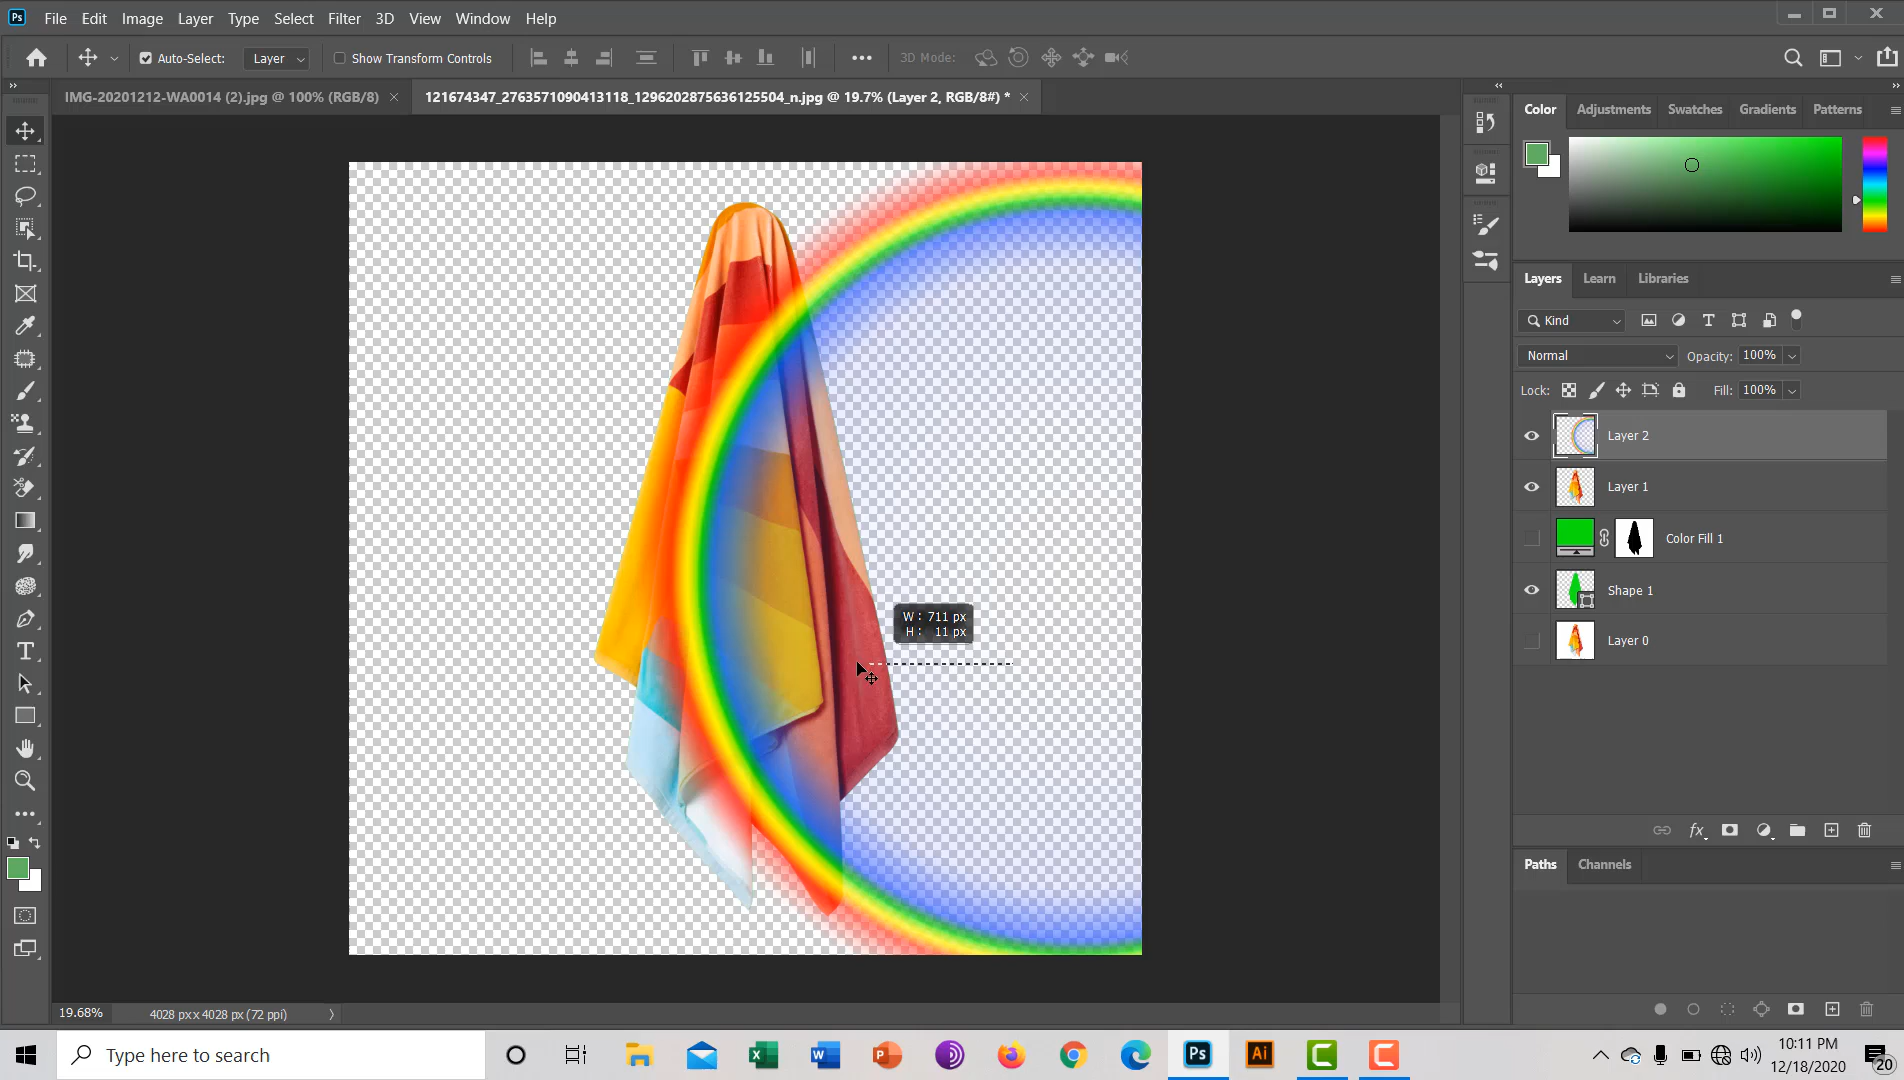 Ps File Edit Image Layer Type Select Filter 3D View Window Help
Auto-Select: Layer Show Transform Controls 3D Mode:
IMG-20201212-WA0014 (2).jpg @ 100% (RGB/8) × 121674347_2763571090413118_1296202875636125504_n.jpg @ 19.7% (Layer 2, RGB/8#) * ×
Color Adjustments Swatches Gradients Patterns
Layers Learn Libraries
Kind
Normal Opacity: 100%
Lock: Fill: 100%
Layer 2
Layer 1
Color Fill 1
Shape 1
Layer 0
W : 711 px
H : 11 px
Paths Channels
19.68% 4028 px x 4028 px (72 ppi)
Type here to search
Ps Ai
10:11 PM
12/18/2020
20